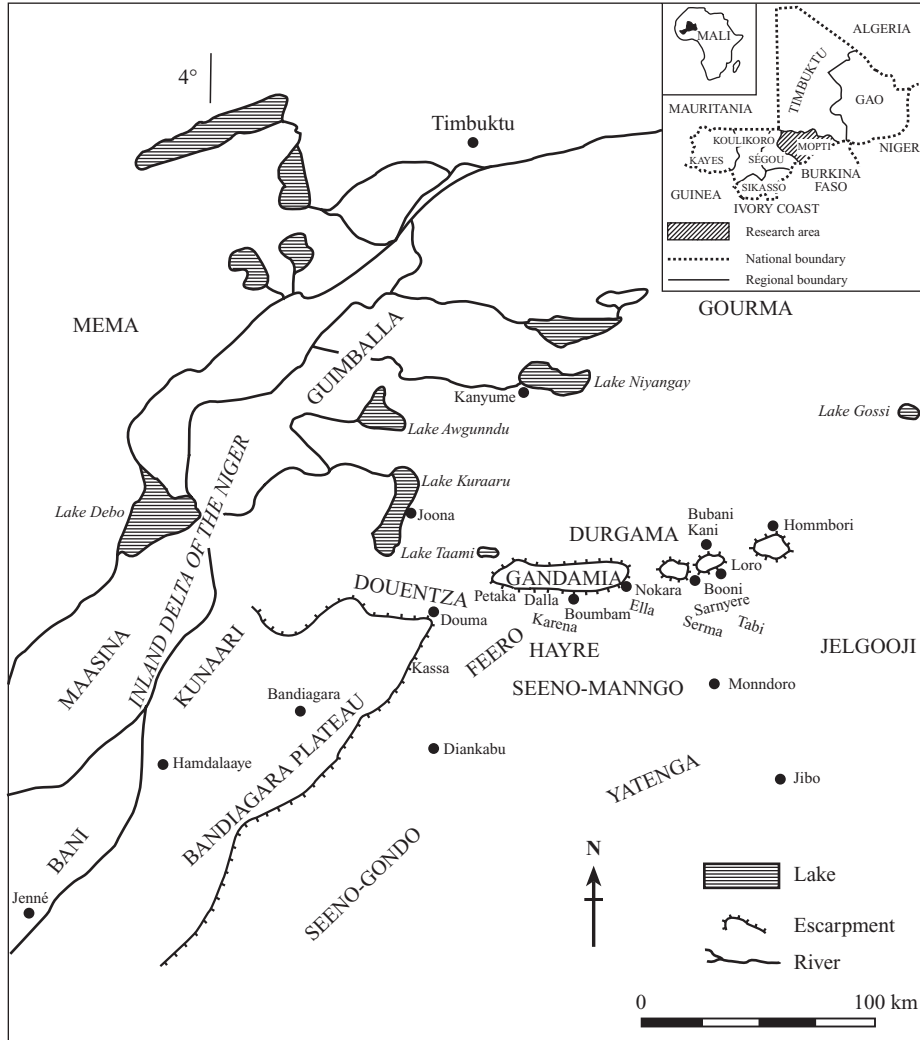 4°
Timbuktu
MEMA
GUIMBALLA
GOURMA
Kanyume
Lake Niyangay
Lake Gossi
Lake Awgunndu
Lake Debo
INLAND DELTA OF THE NIGER
Lake Kuraaru
Joona
Lake Taami
DURGAMA
Bubani
Kani
Hommbori
Loro
GANDAMIA
Nokara
Booni
Petaka
Dalla
Boumbam
Karena
Ella
Sarnyere
Serma
Tabi
DOUENTZA
Douma
FEERO
HAYRE
JELGOOJI
MAASINA
KUNAARI
Kassa
SEENO-MANNGO
Monndoro
Bandiagara
BANDIAGARA PLATEAU
Hamdalaaye
Diankabu
YATENGA
Jibo
BANI
SEENO-GONDO
Jenné
N
Lake
Escarpment
River
0 100 km
MALI
ALGERIA
MAURITANIA
TIMBUKTU
GAO
KOULIKORO
MOPTI
NIGER
KAYES
SÉGOU
BURKINA
FASO
SIKASSO
GUINEA
IVORY COAST
Research area
National boundary
Regional boundary